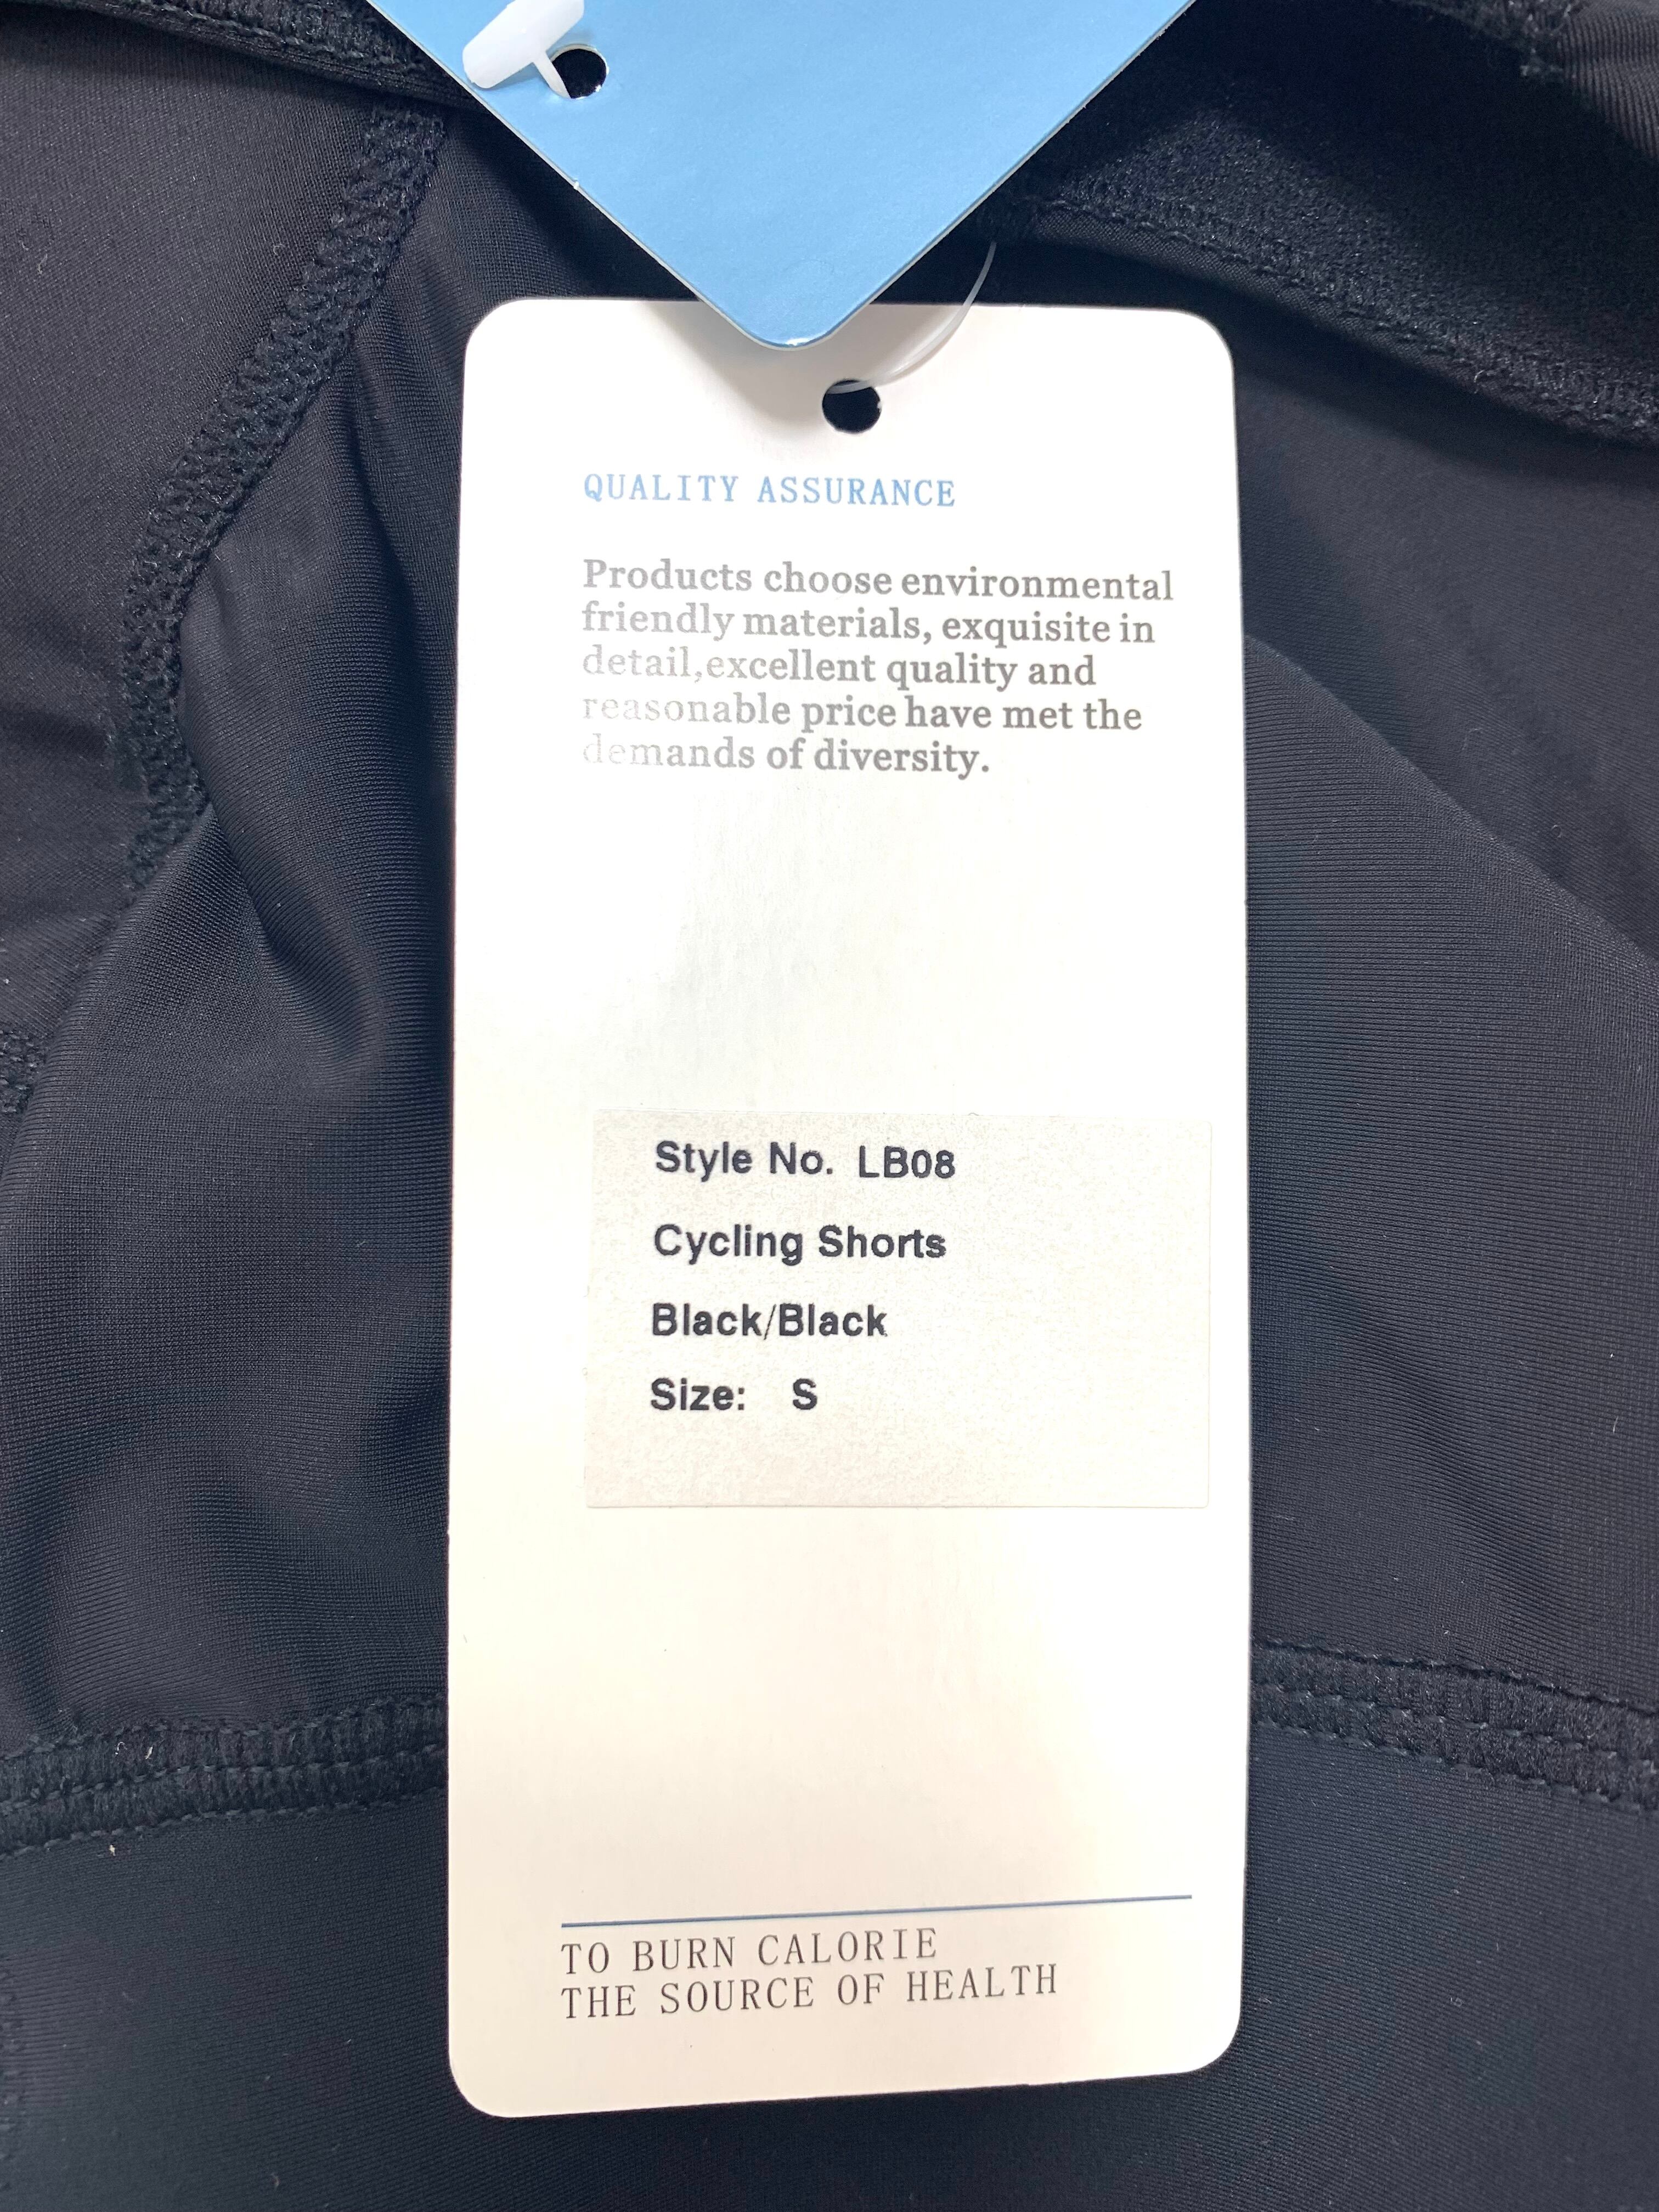 QUALITY ASSURANCE
Products choose environmental
friendly materials, exquisite in
detail,excellent quality and
reasonable price have met the
demands of diversity.
Style No. LB08
Cycling Shorts
Black/Black
Size: S
TO BURN CALORIE
THE SOURCE OF HEALTH